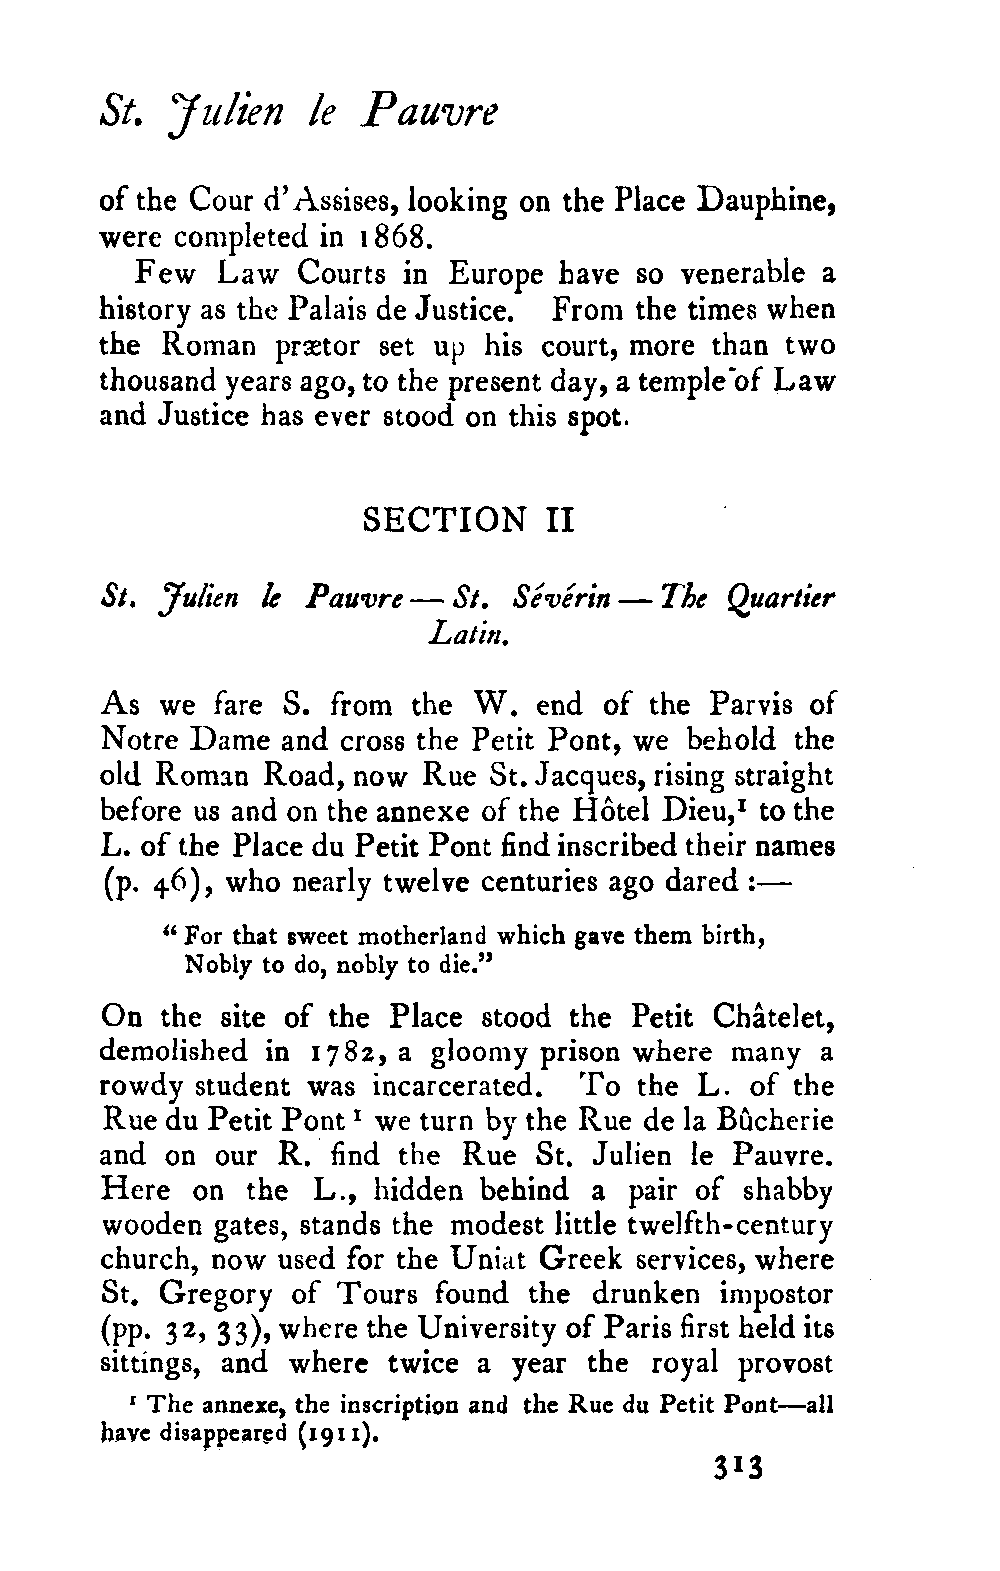 St. Julien le Pauvre
of the Cour d'Assises, looking on the Place Dauphine,
were completed in 1868.
Few Law Courts in Europe have so venerable a
history as the Palais de Justice. From the times when
the Roman prætor set up his court, more than two
thousand years ago, to the present day, a temple of Law
and Justice has ever stood on this spot.
SECTION II
St. Julien le Pauvre — St. Sévérin — The Quartier
Latin.
As we fare S. from the W. end of the Parvis of
Notre Dame and cross the Petit Pont, we behold the
old Roman Road, now Rue St. Jacques, rising straight
before us and on the annexe of the Hôtel Dieu,¹ to the
L. of the Place du Petit Pont find inscribed their names
(p. 46), who nearly twelve centuries ago dared :—
“ For that sweet motherland which gave them birth,
Nobly to do, nobly to die.”
On the site of the Place stood the Petit Châtelet,
demolished in 1782, a gloomy prison where many a
rowdy student was incarcerated. To the L. of the
Rue du Petit Pont ¹ we turn by the Rue de la Bûcherie
and on our R. find the Rue St. Julien le Pauvre.
Here on the L., hidden behind a pair of shabby
wooden gates, stands the modest little twelfth-century
church, now used for the Uniat Greek services, where
St. Gregory of Tours found the drunken impostor
(pp. 32, 33), where the University of Paris first held its
sittings, and where twice a year the royal provost
¹ The annexe, the inscription and the Rue du Petit Pont—all
have disappeared (1911).
313